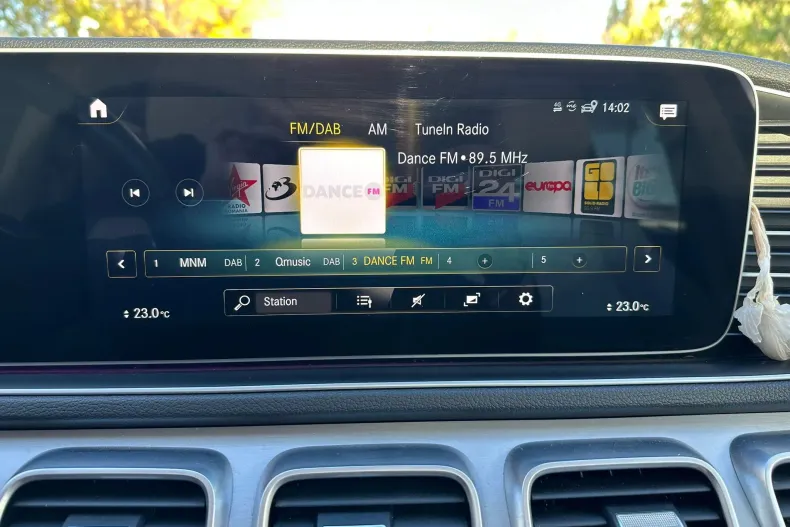 14:02
FM/DAB AM TuneIn Radio
Dance FM • 89.5 MHz
RADIO
DANCE FM
FM
DIGI FM
DIGI 24 FM
europa
GOLD
1 MNM DAB 2 Qmusic DAB 3 DANCE FM FM 4 + 5 +
Station
23.0°C
23.0°C